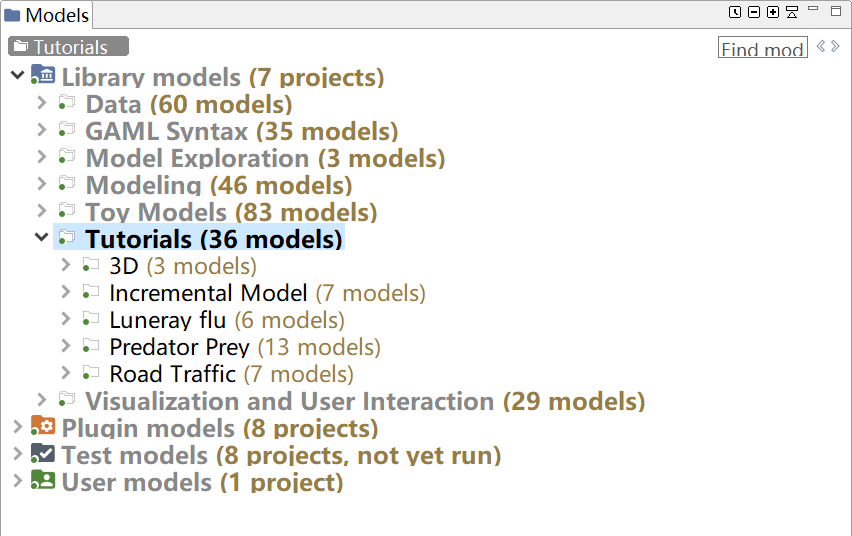 Models
Tutorials
Find mod
Library models (7 projects)
Data (60 models)
GAML Syntax (35 models)
Model Exploration (3 models)
Modeling (46 models)
Toy Models (83 models)
Tutorials (36 models)
3D (3 models)
Incremental Model (7 models)
Luneray flu (6 models)
Predator Prey (13 models)
Road Traffic (7 models)
Visualization and User Interaction (29 models)
Plugin models (8 projects)
Test models (8 projects, not yet run)
User models (1 project)